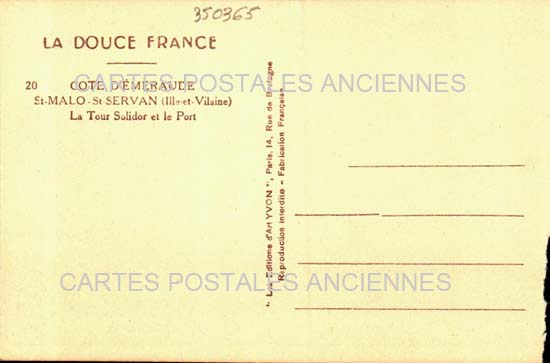 350365
LA DOUCE FRANCE
20 COTE D'ÉMERAUDE
St-MALO-St-SERVAN (Ille-et-Vilaine)
La Tour Solidor et le Port
CARTES POSTALES ANCIENNES
" Les Editions d'Art YVON ", Paris, 14, Rue de Bretagne
Reproduction interdite - Fabrication Française
CARTES POSTALES ANCIENNES